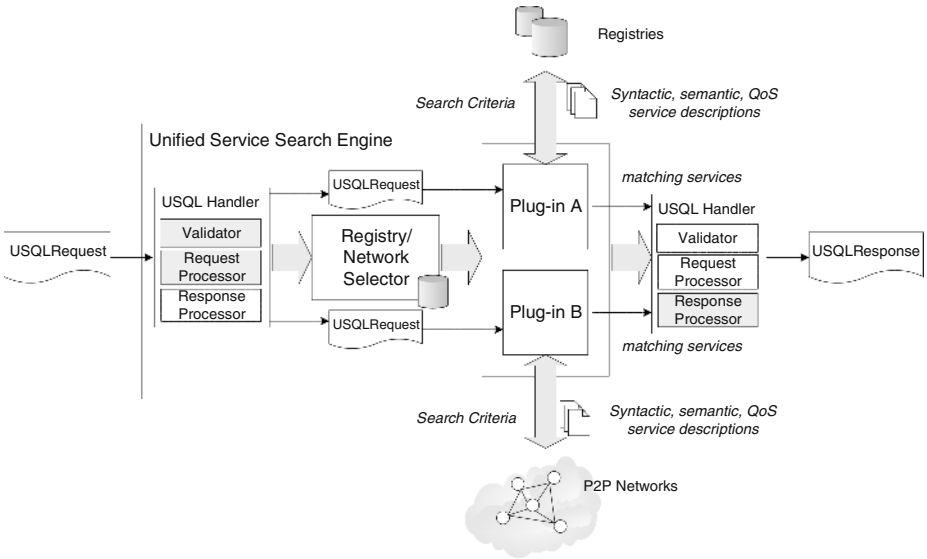 Registries
Search Criteria
Syntactic, semantic, QoS
service descriptions
Unified Service Search Engine
USQLRequest
USQL Handler
Validator
Request
Processor
Response
Processor
USQLRequest
Registry/
Network
Selector
USQLRequest
Plug-in A
Plug-in B
matching services
USQL Handler
Validator
Request
Processor
Response
Processor
matching services
USQLResponse
Search Criteria
Syntactic, semantic, QoS
service descriptions
P2P Networks